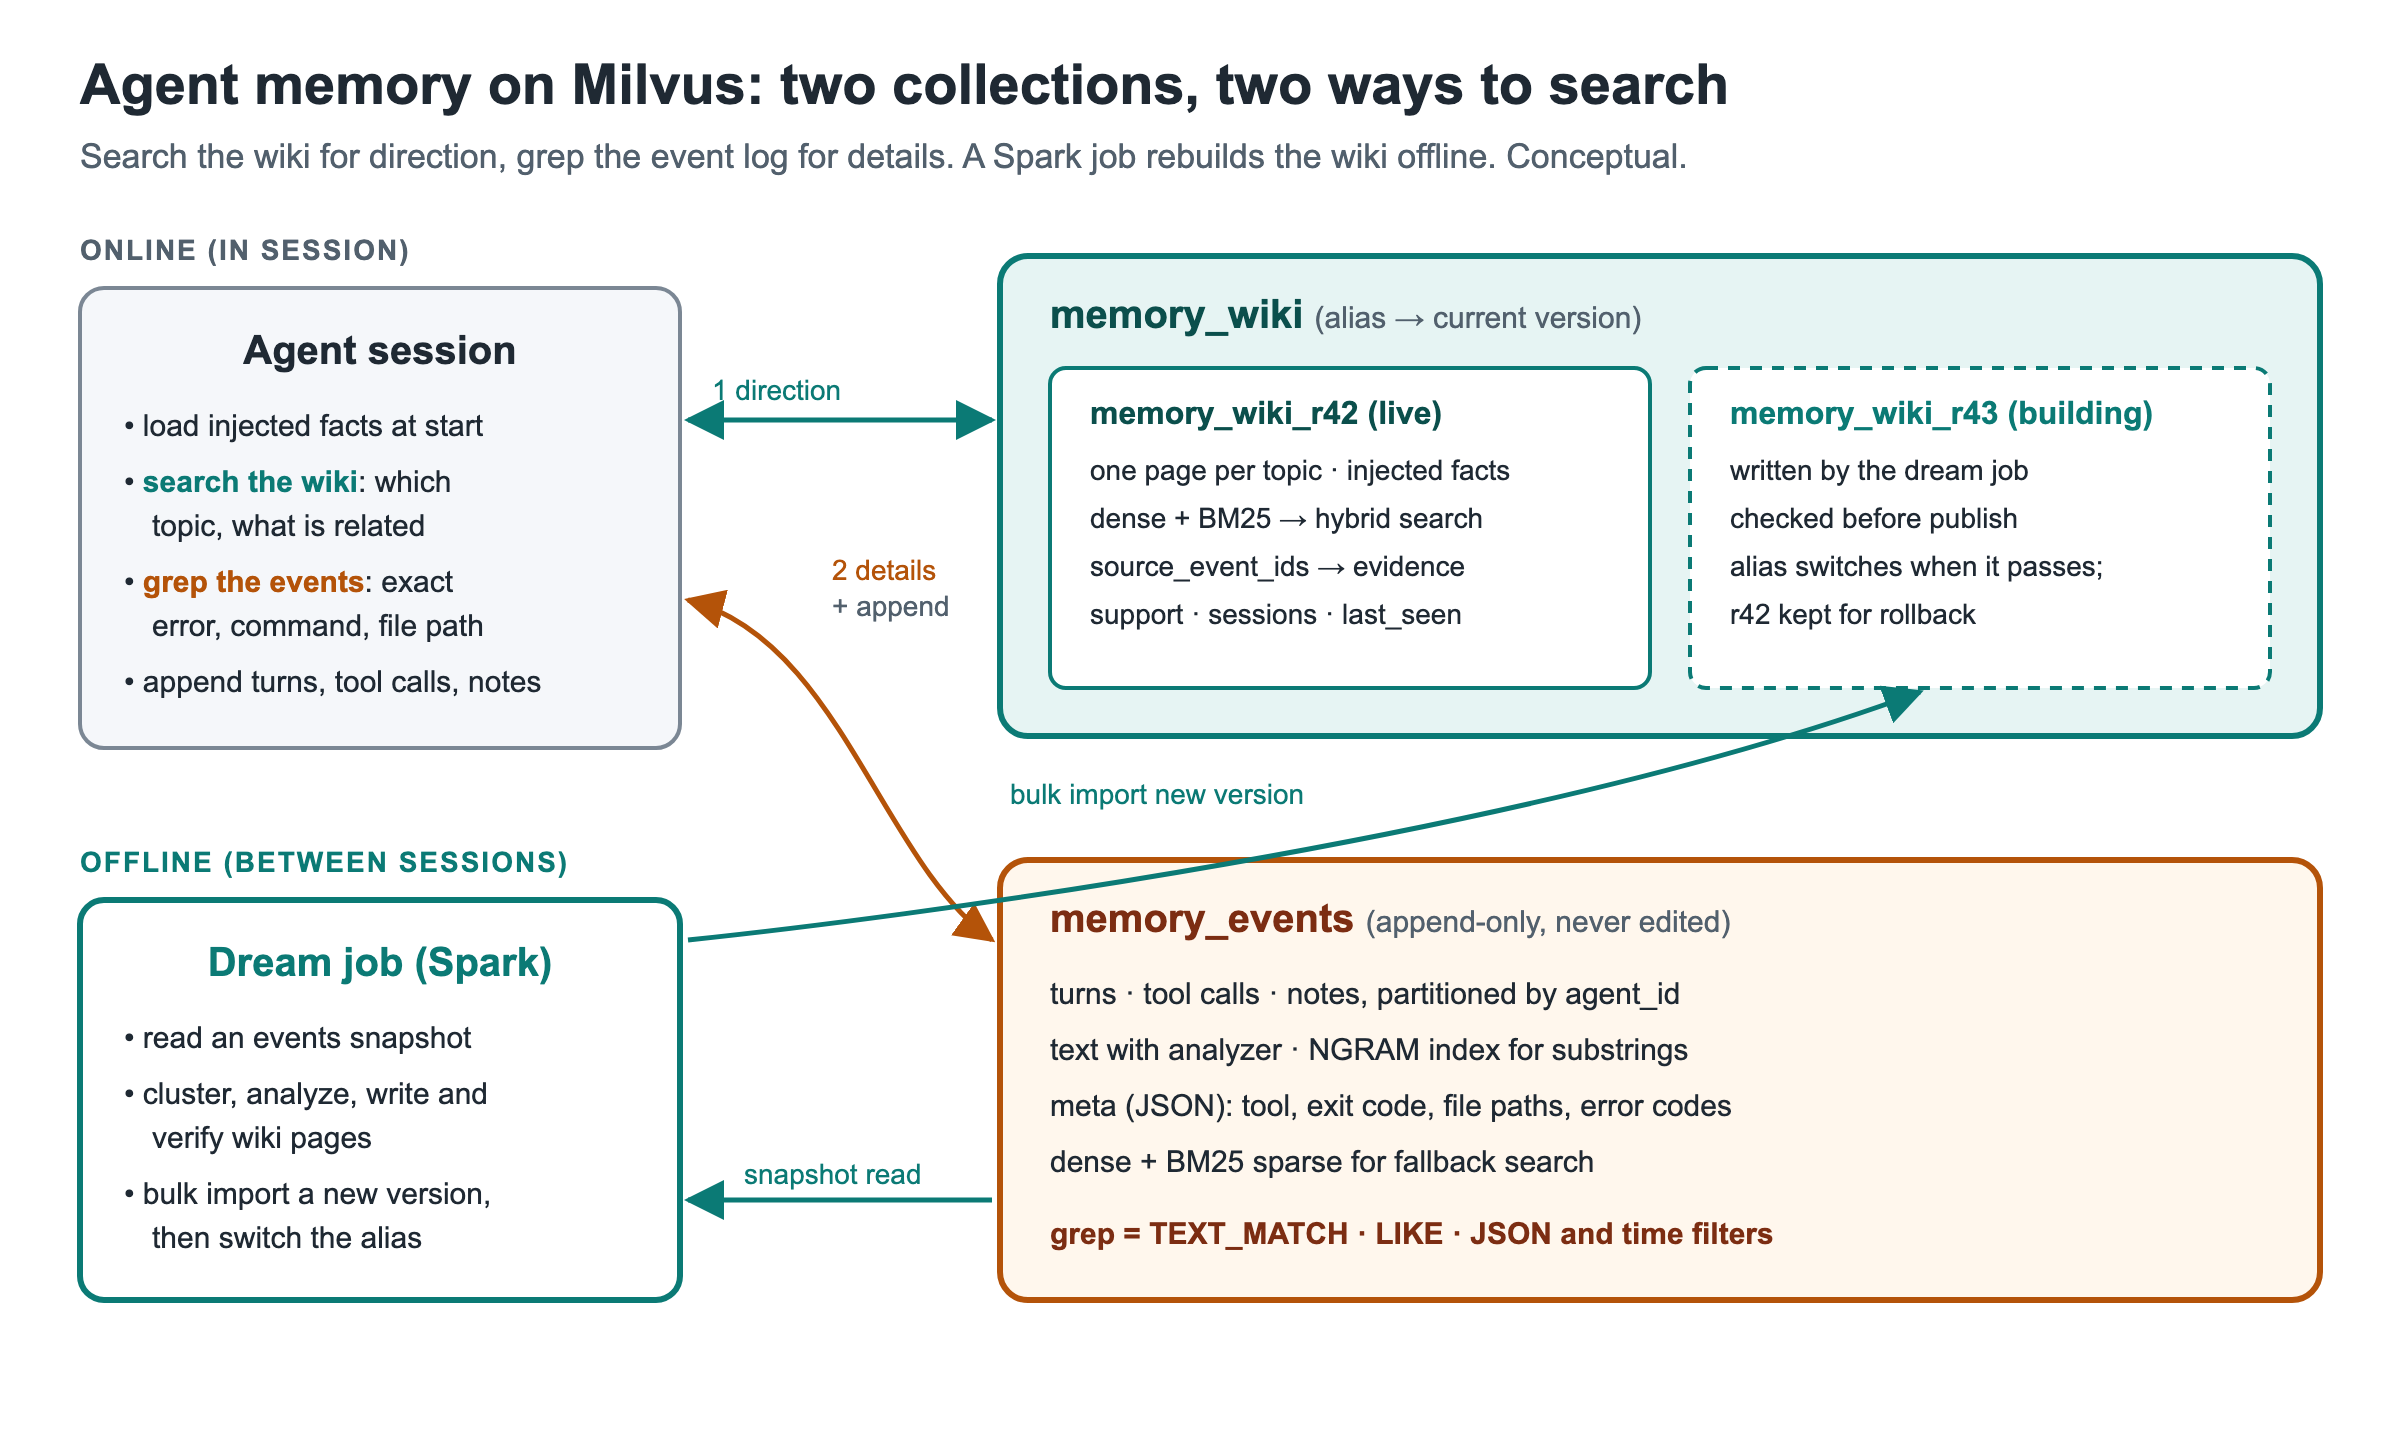 Agent memory on Milvus: two collections, two ways to search
Search the wiki for direction, grep the event log for details. A Spark job rebuilds the wiki offline. Conceptual.
ONLINE (IN SESSION)
Agent session
• load injected facts at start
• search the wiki: which
topic, what is related
• grep the events: exact
error, command, file path
• append turns, tool calls, notes
1 direction
2 details
+ append
memory_wiki (alias → current version)
memory_wiki_r42 (live)
one page per topic · injected facts
dense + BM25 → hybrid search
source_event_ids → evidence
support · sessions · last_seen
memory_wiki_r43 (building)
written by the dream job
checked before publish
alias switches when it passes;
r42 kept for rollback
bulk import new version
OFFLINE (BETWEEN SESSIONS)
Dream job (Spark)
• read an events snapshot
• cluster, analyze, write and
verify wiki pages
• bulk import a new version,
then switch the alias
snapshot read
memory_events (append-only, never edited)
turns · tool calls · notes, partitioned by agent_id
text with analyzer · NGRAM index for substrings
meta (JSON): tool, exit code, file paths, error codes
dense + BM25 sparse for fallback search
grep = TEXT_MATCH · LIKE · JSON and time filters